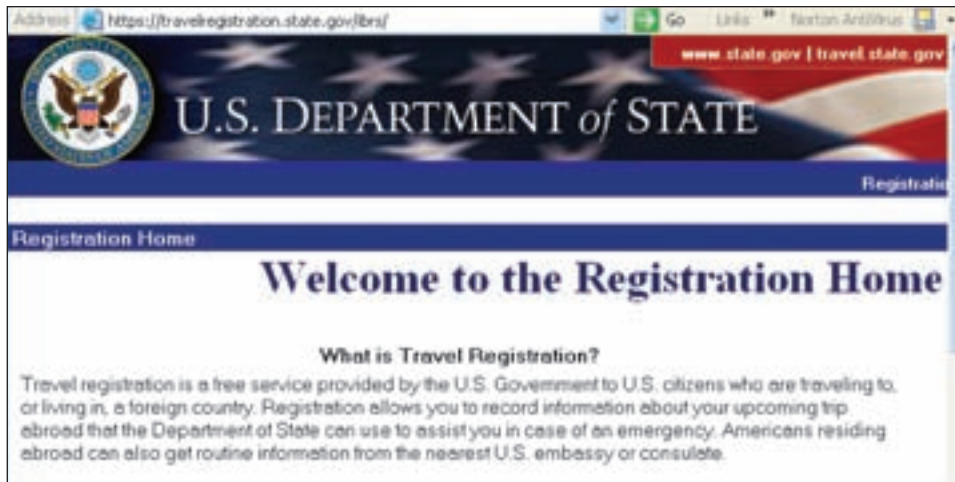 Address https://travelregistration.state.gov/ibrs/ Go Links » Norton AntiVirus
www.state.gov | travel.state.gov
U.S. DEPARTMENT of STATE
Registratio
Registration Home
Welcome to the Registration Home
What is Travel Registration?
Travel registration is a free service provided by the U.S. Government to U.S. citizens who are traveling to,
or living in, a foreign country. Registration allows you to record information about your upcoming trip
abroad that the Department of State can use to assist you in case of an emergency. Americans residing
abroad can also get routine information from the nearest U.S. embassy or consulate.